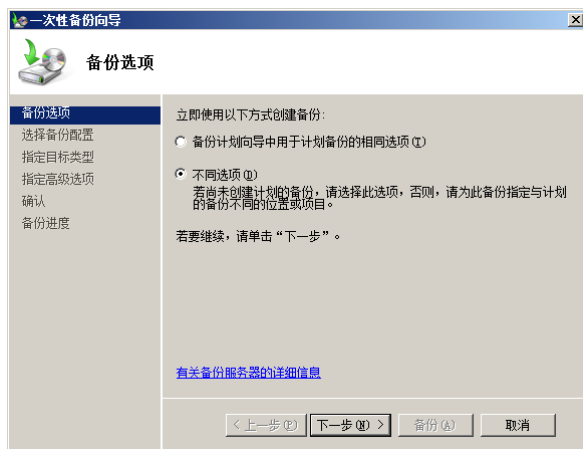 一次性备份向导
备份选项
备份选项
选择备份配置
指定目标类型
指定高级选项
确认
备份进度
立即使用以下方式创建备份:
备份计划向导中用于计划备份的相同选项(T)
不同选项(D)
若尚未创建计划的备份，请选择此选项，否则，请为此备份指定与计划
的备份不同的位置或项目。
若要继续，请单击“下一步”。
有关备份服务器的详细信息
< 上一步(P) 下一步(N) > 备份(A) 取消